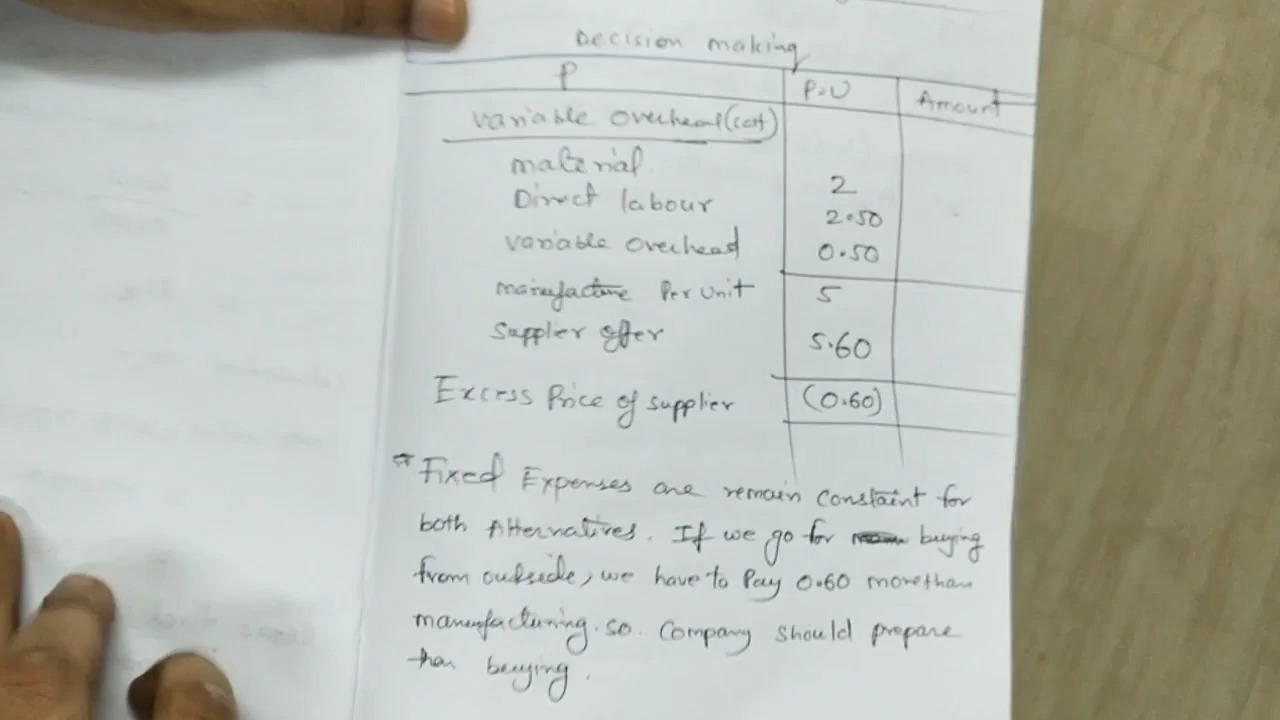 Decision making
P P.U Amount
variable overhead (cost)
material 2
Direct labour 2.50
variable overhead 0.50
manufacture Per unit 5
Supplier offer 5.60
Excess Price of supplier (0.60)
* Fixed Expenses are remain constaint for
both Alternatives. If we go for buying
from outside, we have to Pay 0.60 more than
manufacturing. so. Company should prepare
than buying.